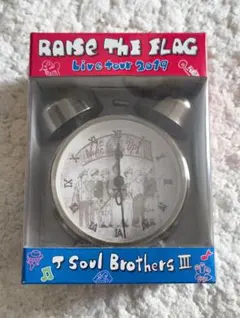 RAISE THE FLAG
Live tour 2019
J Soul Brothers III